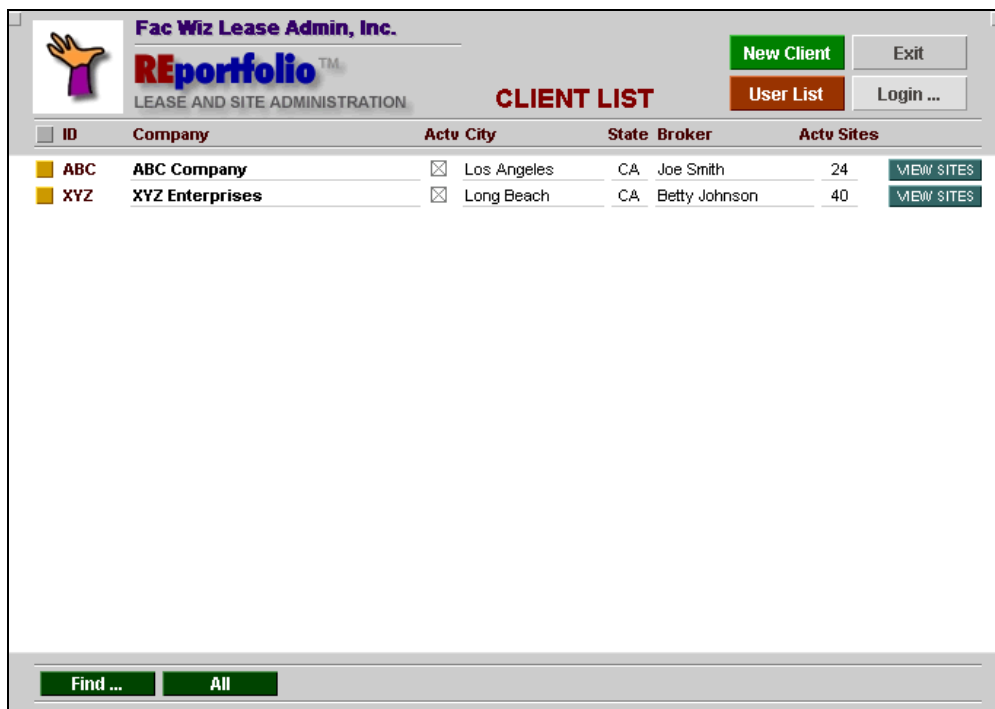 Fac Wiz Lease Admin, Inc.
REportfolio™
LEASE AND SITE ADMINISTRATION
CLIENT LIST
New Client Exit
User List Login ...
ID Company Actv City State Broker Actv Sites
ABC ABC Company Los Angeles CA Joe Smith 24 VIEW SITES
XYZ XYZ Enterprises Long Beach CA Betty Johnson 40 VIEW SITES
Find ... All